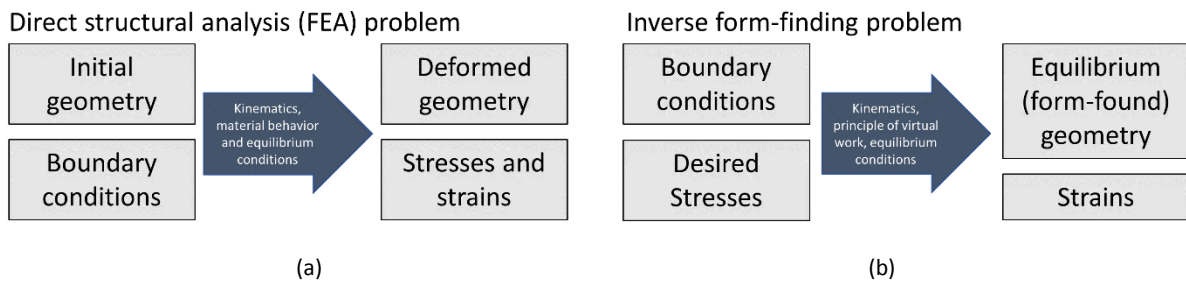 Direct structural analysis (FEA) problem
Initial
geometry
Boundary
conditions
Kinematics,
material behavior
and equilibrium
conditions
Deformed
geometry
Stresses and
strains
(a)
Inverse form-finding problem
Boundary
conditions
Desired
Stresses
Kinematics,
principle of virtual
work, equilibrium
conditions
Equilibrium
(form-found)
geometry
Strains
(b)